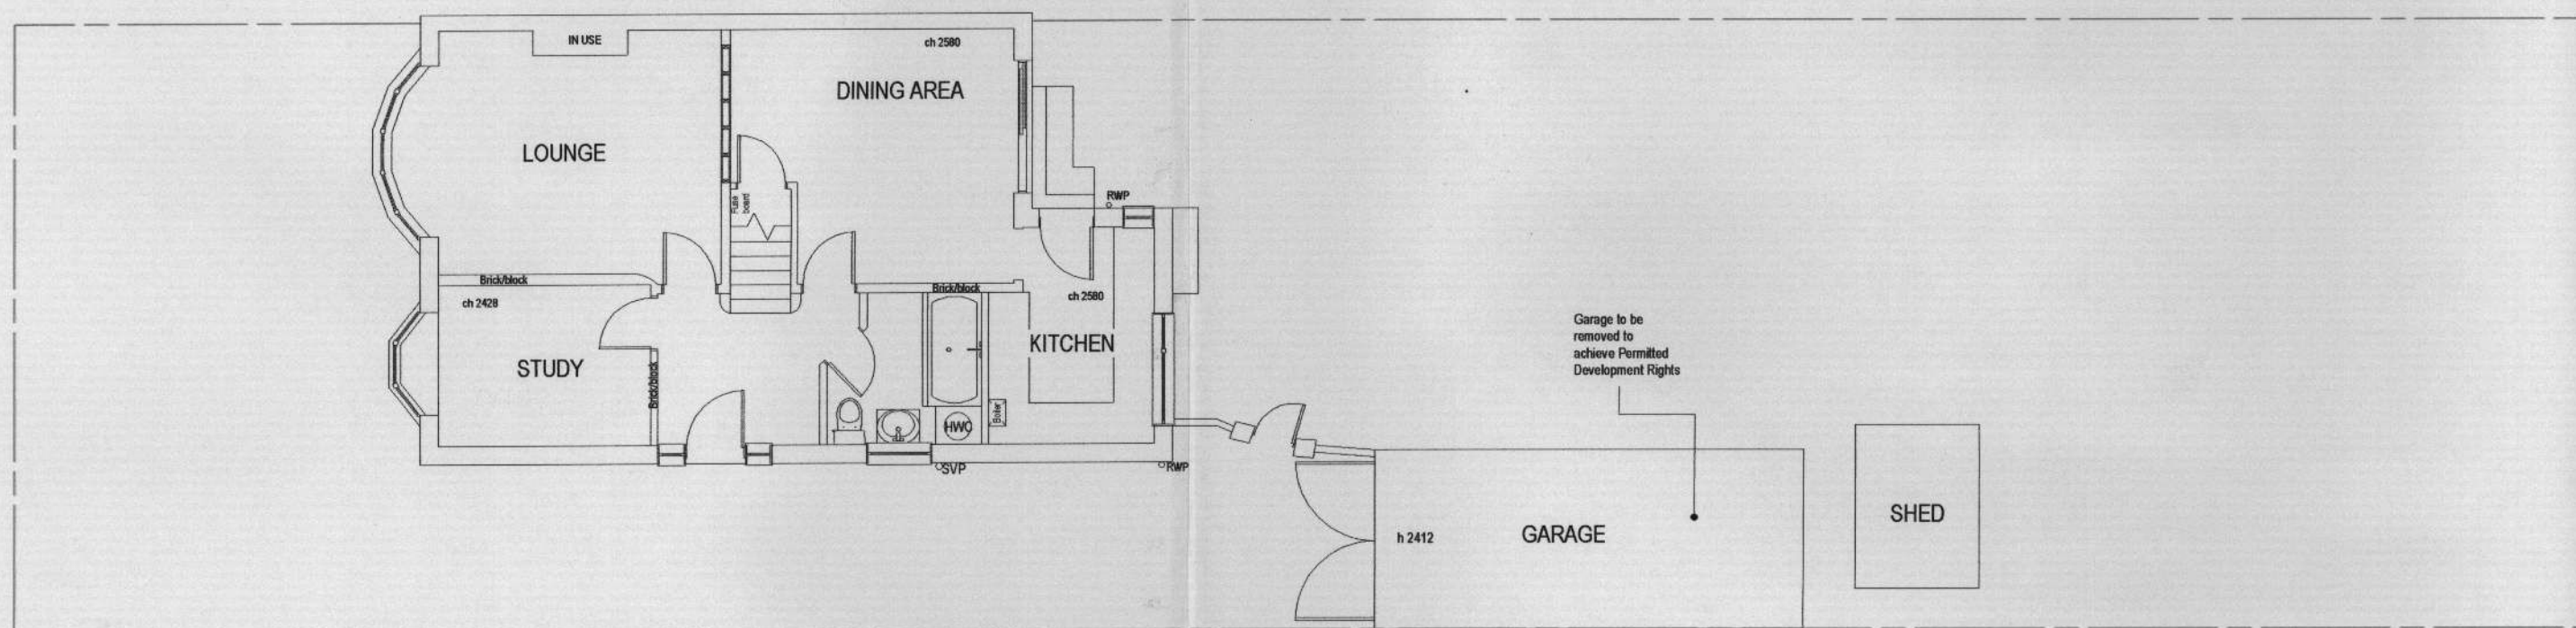 IN USE
ch 2580
DINING AREA
LOUNGE
Fuse
board
RWP
Brick/block
ch 2428
Brick/block
ch 2580
KITCHEN
STUDY
Brick/block
Boiler
HWC
SVP
RWP
Garage to be
removed to
achieve Permitted
Development Rights
h 2412
GARAGE
SHED